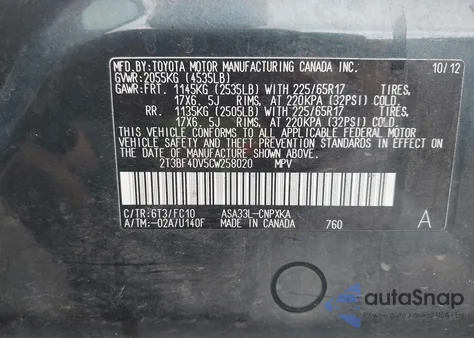 MFD.BY:TOYOTA MOTOR MANUFACTURING CANADA INC. 10/12
GVWR:2055KG (4535LB)
GAWR:FRT. 1145KG (2535LB) WITH 225/65R17 TIRES,
17X6. 5J RIMS, AT 220KPA (32PSI) COLD.
RR. 1135KG (2505LB) WITH 225/65R17 TIRES,
17X6. 5J RIMS, AT 220KPA (32PSI) COLD.
THIS VEHICLE CONFORMS TO ALL APPLICABLE FEDERAL MOTOR
VEHICLE SAFETY AND THEFT PREVENTION STANDARDS IN EFFECT ON
THE DATE OF MANUFACTURE SHOWN ABOVE.
2T3BF4DV5CW258020 MPV
C/TR:6T3/FC10 ASA33L-CNPXKA
A/TM:-02A/U140F MADE IN CANADA 760 A
autaSnap